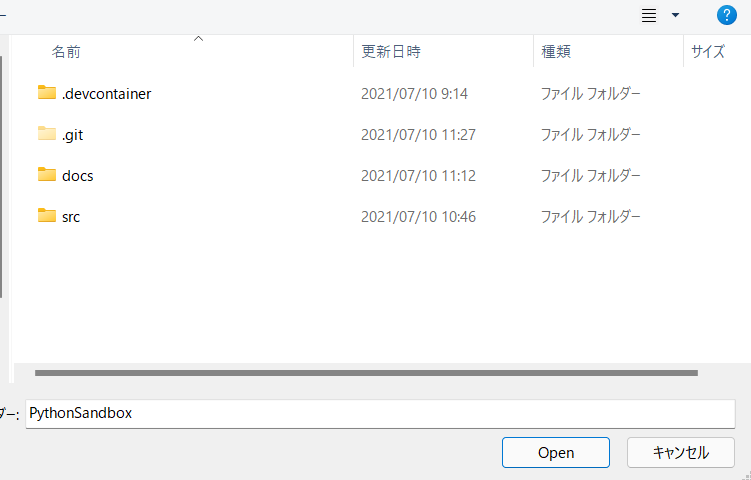 ?
名前 更新日時 種類 サイズ
.devcontainer 2021/07/10 9:14 ファイル フォルダー
.git 2021/07/10 11:27 ファイル フォルダー
docs 2021/07/10 11:12 ファイル フォルダー
src 2021/07/10 10:46 ファイル フォルダー
ダー: PythonSandbox
Open キャンセル